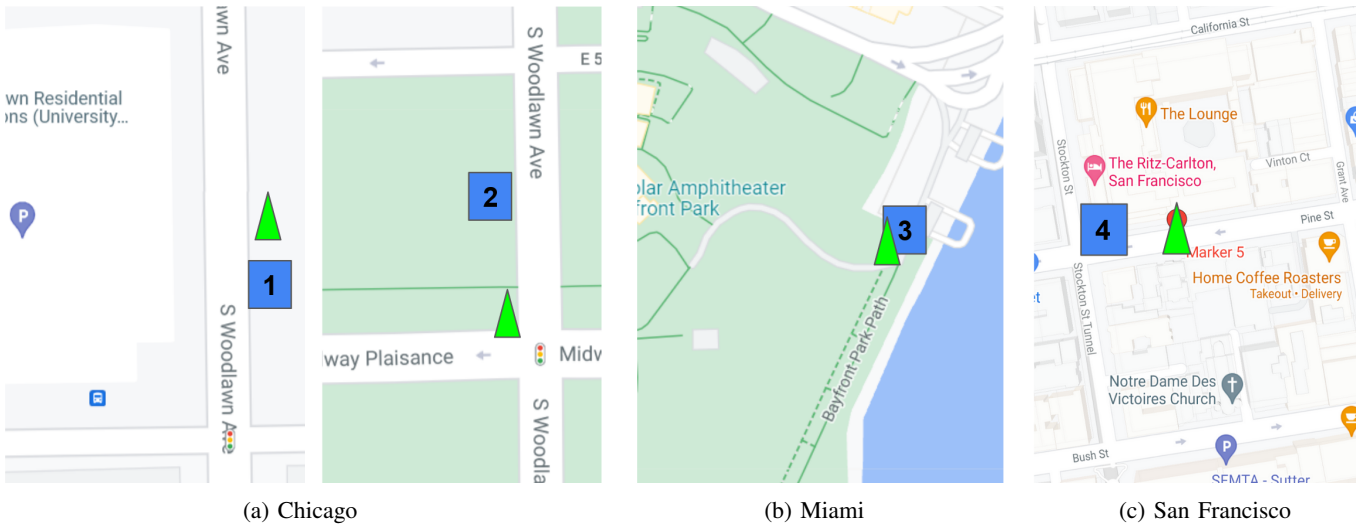 wn Ave
wn Residential
ons (University...
P
1
S Woodlawn Ave
S Woodlawn Ave
E 5
2
lway Plaisance
Midw
S Woodla
olar Amphitheater
front Park
3
Bayfront Park Path
California St
The Lounge
Stockton St
The Ritz-Carlton,
San Francisco
Vinton Ct
Grant Ave
4
Pine St
Marker 5
Home Coffee Roasters
Takeout • Delivery
et
Stockton St Tunnel
Notre Dame Des
Victoires Church
Bush St
P
SFMTA - Sutter
(a) Chicago
(b) Miami
(c) San Francisco